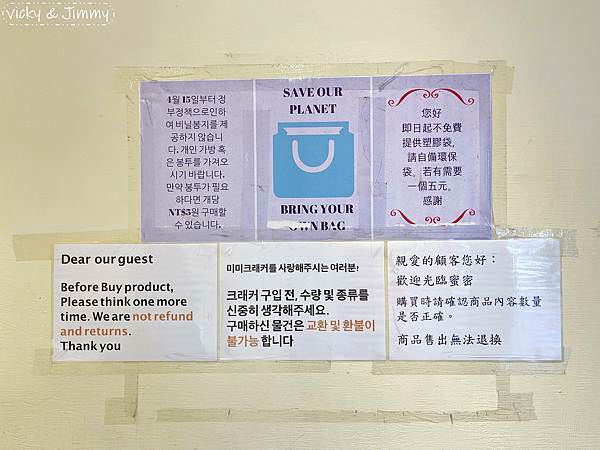 Vicky & Jimmy
4월 15일부터 정
부정책으로인하
여 비닐봉지를 제
공하지 않습니
다. 개인 가방 혹
은 봉투를 가져오
시기 바랍니다.
만약 봉투가 필요
하다면 개당
NT$5원 구매할
수 있습니다.
SAVE OUR
PLANET
BRING YOUR
OWN BAG
您好
即日起不免費
提供塑膠袋,
請自備環保
袋。若有需要
一個五元。
感謝
Dear our guest
Before Buy product,
Please think one more
time. We are not refund
and returns.
Thank you
미미크래커를 사랑해주시는 여러분!
크래커 구입 전, 수량 및 종류를
신중히 생각해주세요.
구매하신 물건은 교환 및 환불이
불가능 합니다
親愛的顧客您好:
歡迎光臨蜜密
購買時請確認商品內容數量
是否正確。
商品售出無法退換